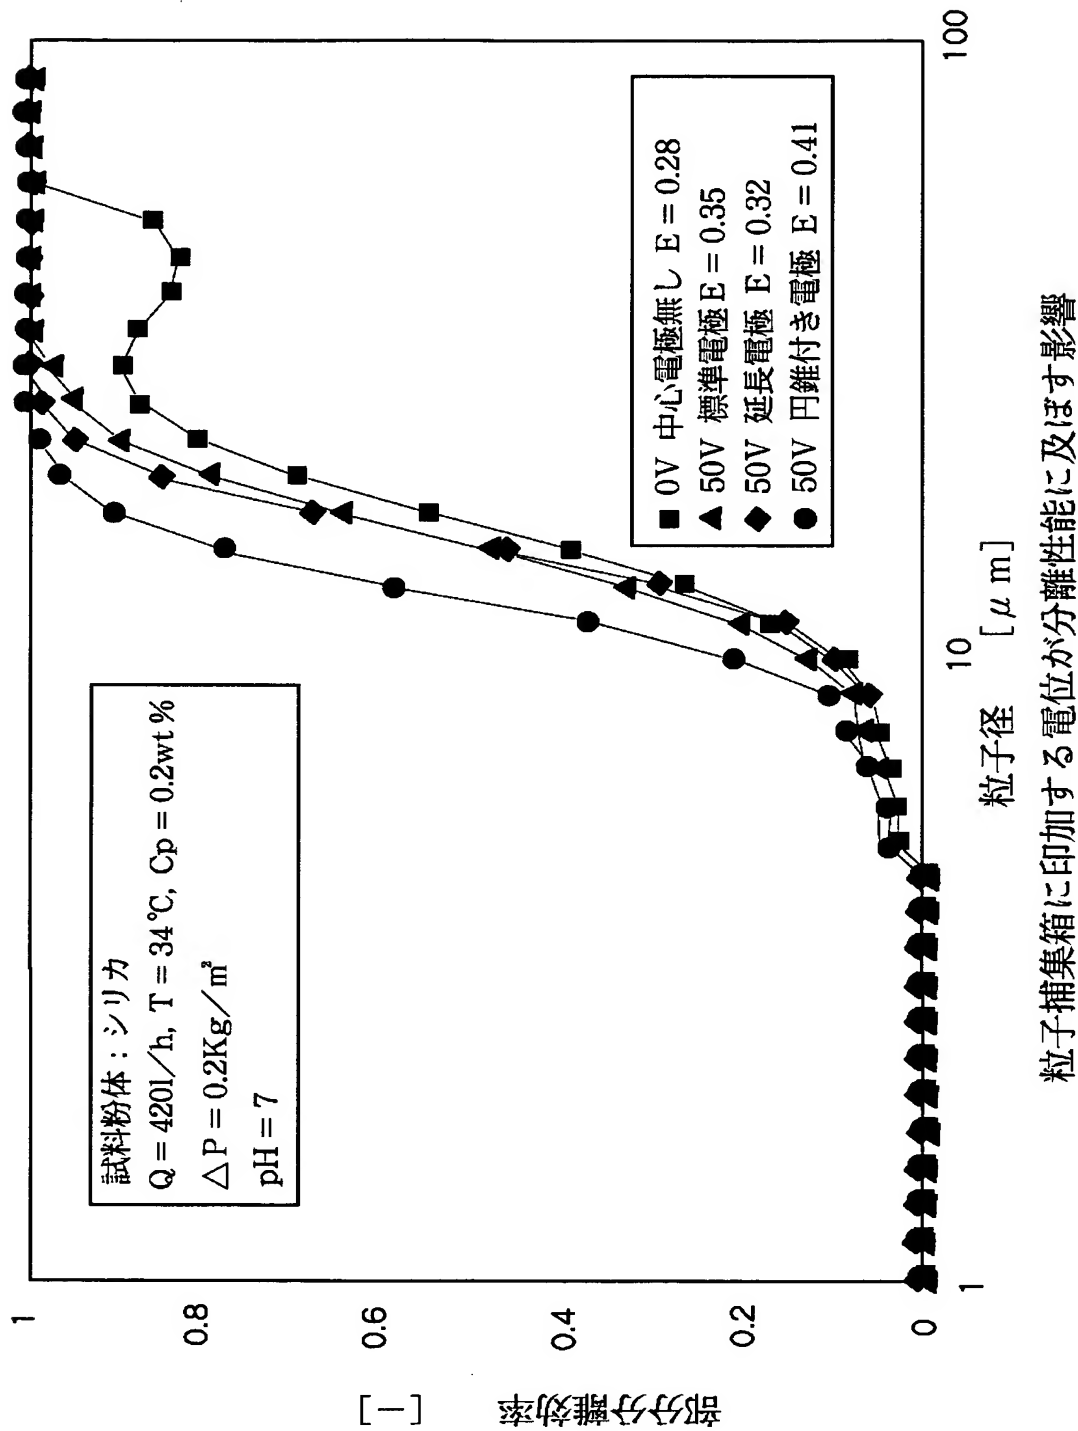 部分分離効率 [―]
1
0.8
0.6
0.4
0.2
0
試料粉体：シリカ
Q＝420l/h, T＝34℃, Cp＝0.2wt%
△P＝0.2Kg／㎡
pH＝7
0V 中心電極無し E＝0.28
50V 標準電極 E＝0.35
50V 延長電極 E＝0.32
50V 円錐付き電極 E＝0.41
1
10
100
粒子径 [μm]
粒子捕集箱に印加する電位が分離性能に及ぼす影響